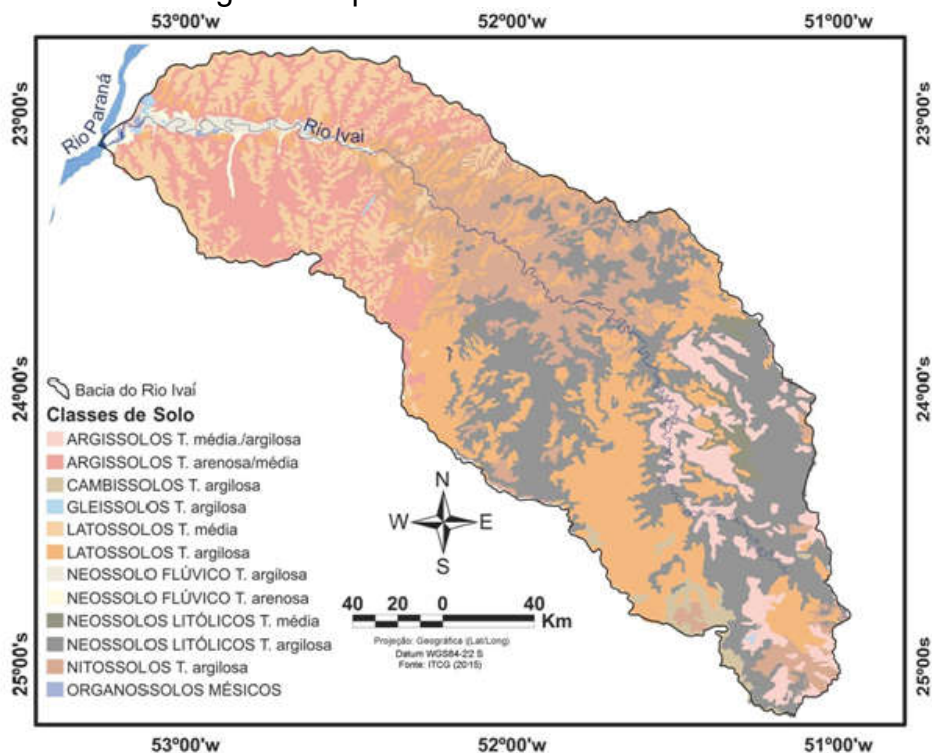 53°00'w 52°00'w 51°00'w
23°00's
24°00's
25°00's
23°00's
24°00's
25°00's
Rio Paraná
Rio Ivai
Bacia do Rio Ivaí
Classes de Solo
ARGISSOLOS T. média./argilosa
ARGISSOLOS T. arenosa/média
CAMBISSOLOS T. argilosa
GLEISSOLOS T. argilosa
LATOSSOLOS T. média
LATOSSOLOS T. argilosa
NEOSSOLO FLÚVICO T. argilosa
NEOSSOLO FLÚVICO T. arenosa
NEOSSOLOS LITÓLICOS T. média
NEOSSOLOS LITÓLICOS T. argilosa
NITOSSOLOS T. argilosa
ORGANOSSOLOS MÉSICOS
N
W E
S
40 20 0 40 Km
Projeção: Geográfica (Lat/Long)
Datum WGS84-22 S
Fonte: ITCG (2015)
53°00'w 52°00'w 51°00'w